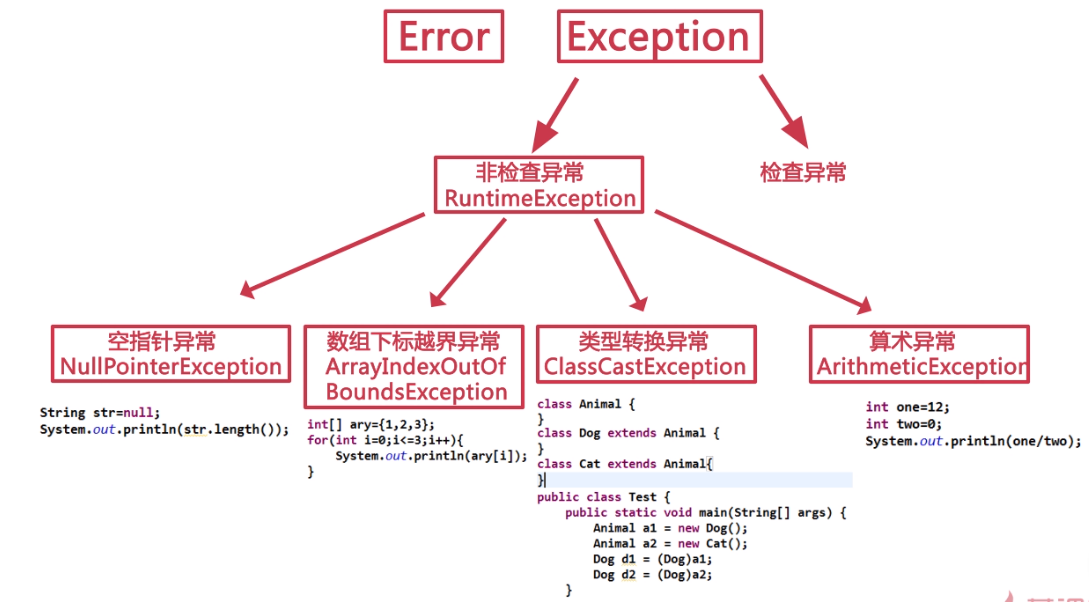 Error
Exception
非检查异常
RuntimeException
检查异常
空指针异常
NullPointerException
String str=null;
System.out.println(str.length());
数组下标越界异常
ArrayIndexOutOf
BoundsException
int[] ary={1,2,3};
for(int i=0;i<=3;i++){
System.out.println(ary[i]);
}
类型转换异常
ClassCastException
class Animal {
}
class Dog extends Animal {
}
class Cat extends Animal{
}
public class Test {
public static void main(String[] args) {
Animal a1 = new Dog();
Animal a2 = new Cat();
Dog d1 = (Dog)a1;
Dog d2 = (Dog)a2;
}
算术异常
ArithmeticException
int one=12;
int two=0;
System.out.println(one/two);